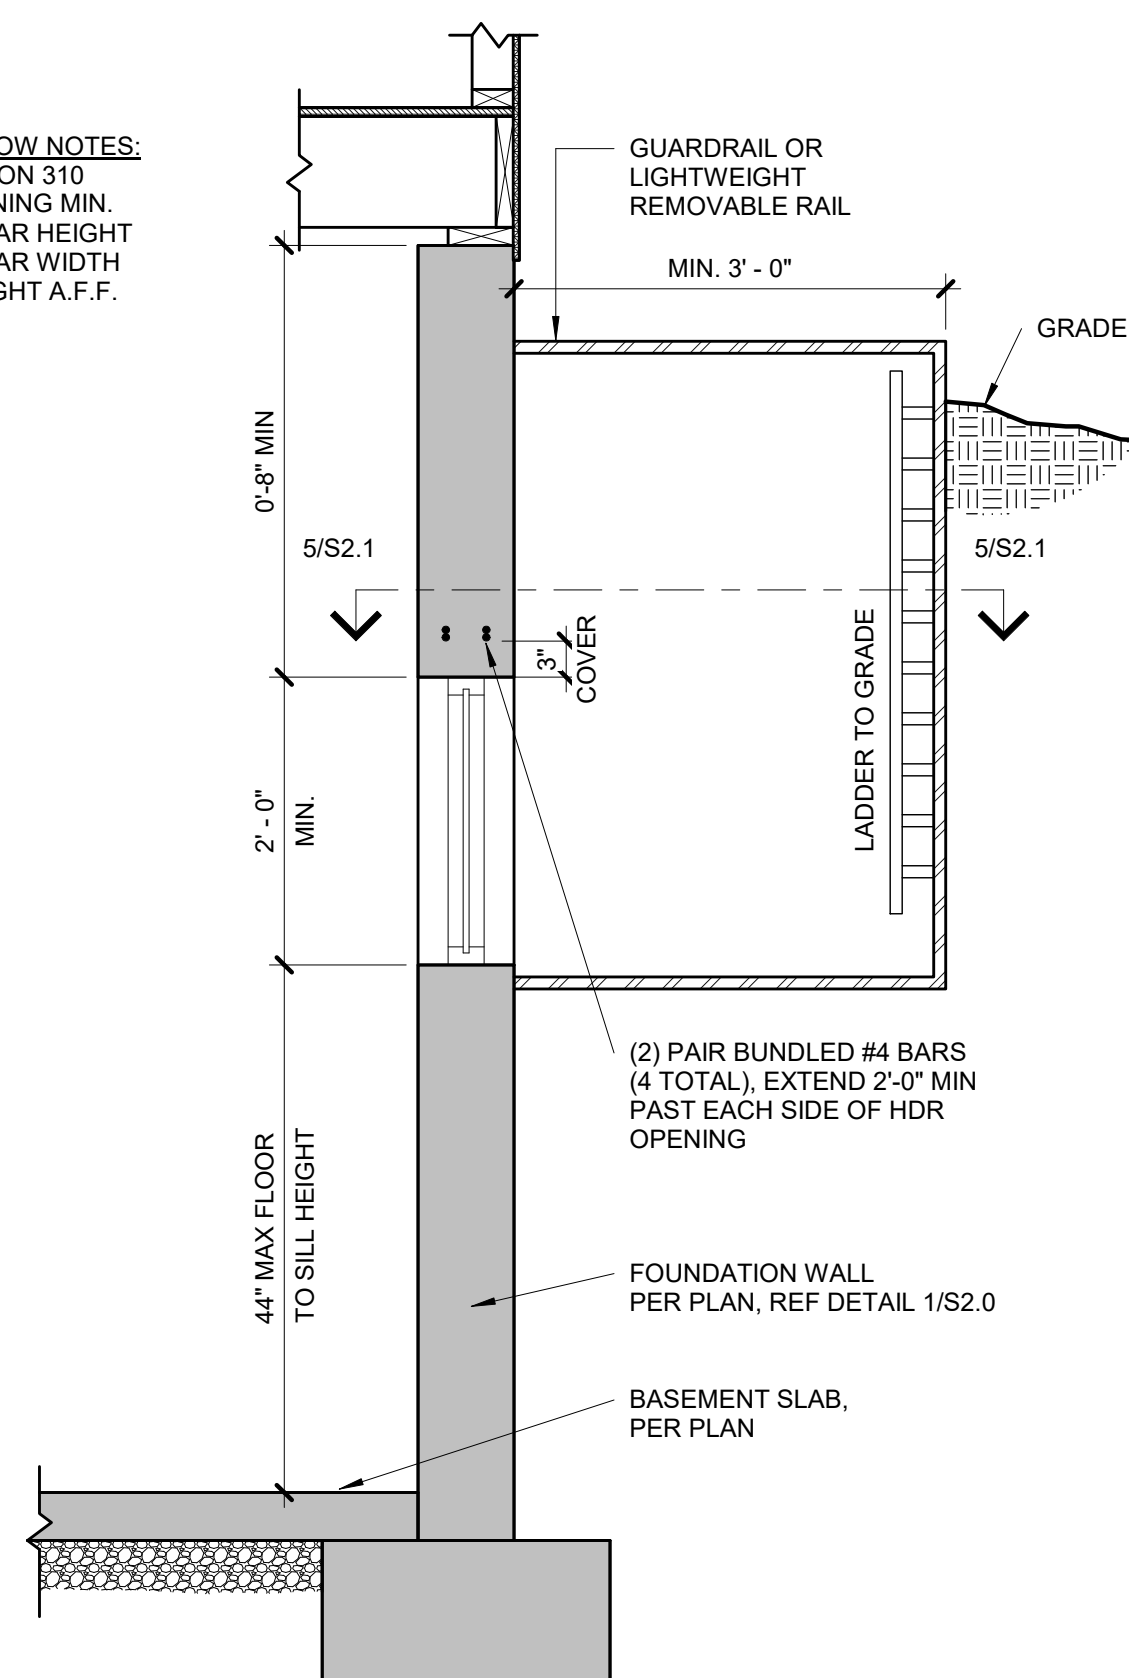 OW NOTES:
ON 310
NING MIN.
AR HEIGHT
AR WIDTH
GHT A.F.F.
GUARDRAIL OR
LIGHTWEIGHT
REMOVABLE RAIL
MIN. 3' - 0"
GRADE
0'-8" MIN
5/S2.1
5/S2.1
3"
COVER
LADDER TO GRADE
2' - 0"
MIN.
(2) PAIR BUNDLED #4 BARS
(4 TOTAL), EXTEND 2'-0" MIN
PAST EACH SIDE OF HDR
OPENING
44" MAX FLOOR
TO SILL HEIGHT
FOUNDATION WALL
PER PLAN, REF DETAIL 1/S2.0
BASEMENT SLAB,
PER PLAN